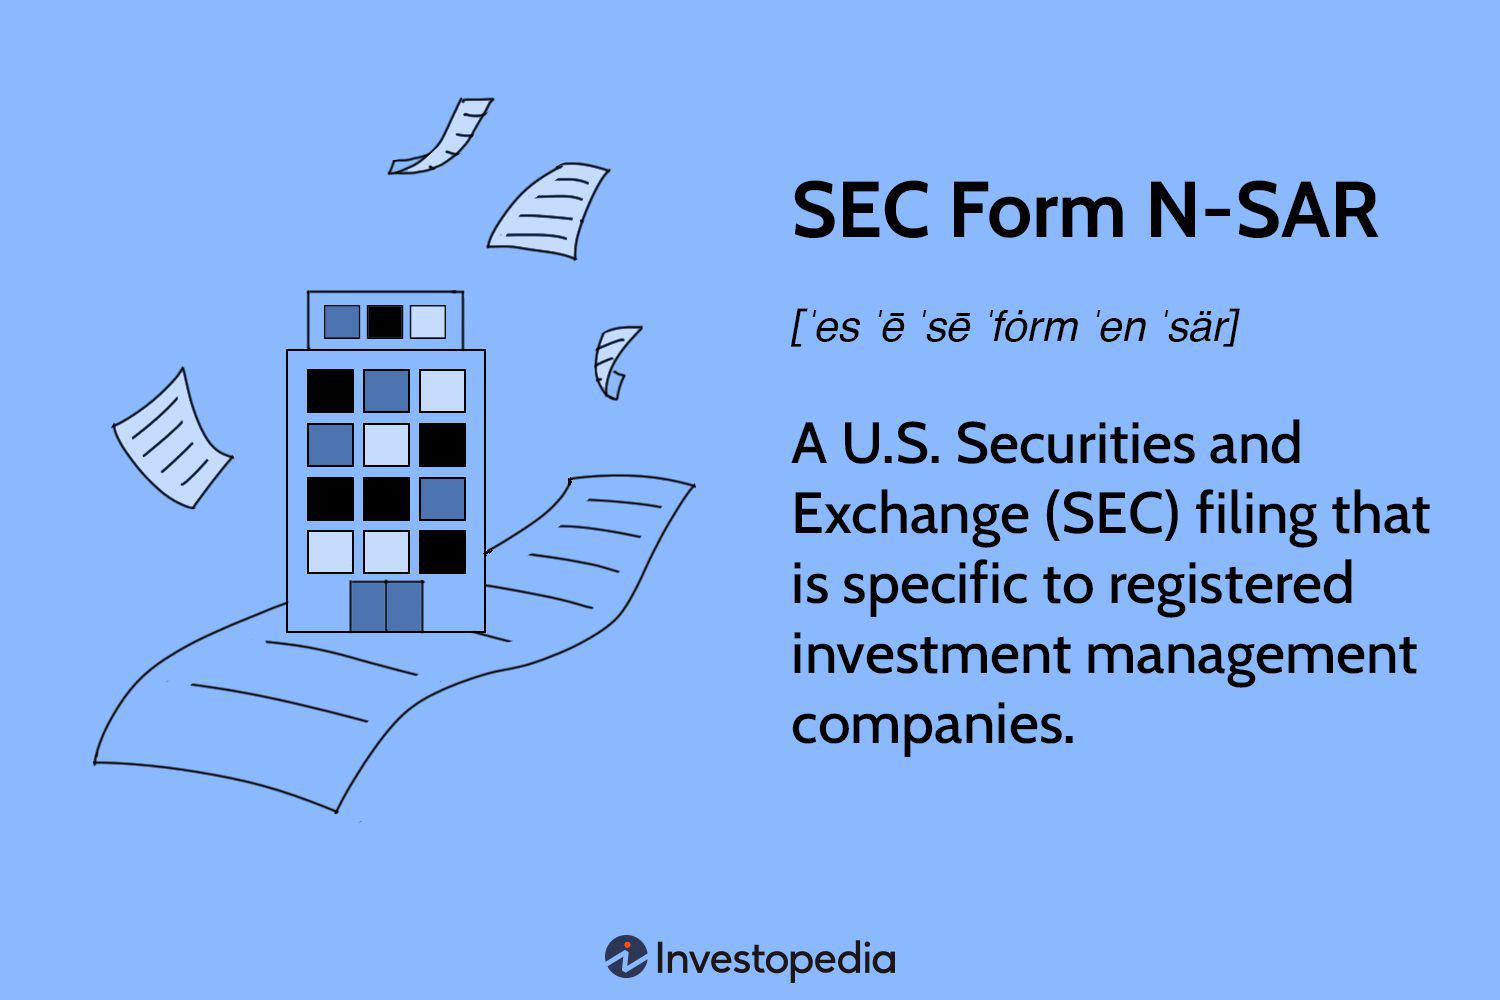 SEC Form N-SAR
[ˈes ˈē ˈsē ˈfȯrm ˈen ˈsär]
A U.S. Securities and
Exchange (SEC) filing that
is specific to registered
investment management
companies.
Investopedia